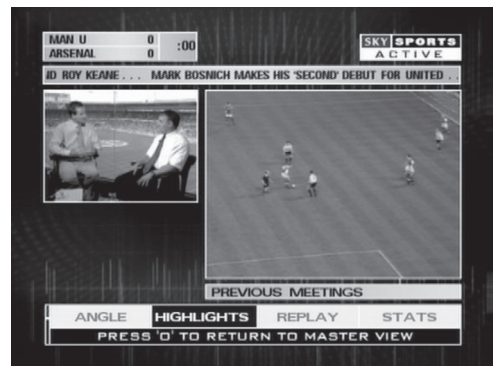 MAN U 0
ARSENAL 0
:00
SKY SPORTS
ACTIVE
ID ROY KEANE . . . MARK BOSNICH MAKES HIS 'SECOND' DEBUT FOR UNITED . .
PREVIOUS MEETINGS
ANGLE HIGHLIGHTS REPLAY STATS
PRESS '0' TO RETURN TO MASTER VIEW